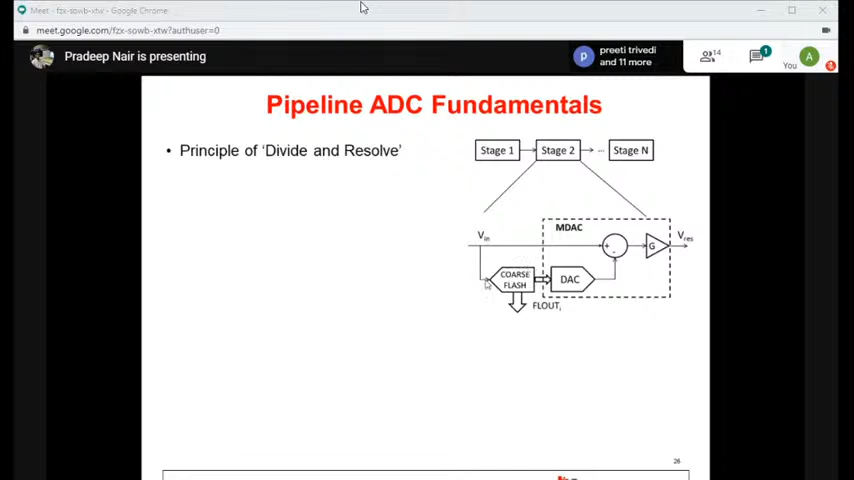 Meet - fzx-sowb-xtw - Google Chrome
meet.google.com/fzx-sowb-xtw?authuser=0
Pradeep Nair is presenting
P
preeti trivedi
and 11 more
14
1
You
A
Pipeline ADC Fundamentals
• Principle of ‘Divide and Resolve’
Stage 1
Stage 2
...
Stage N
MDAC
Vin
+
-
G
Vres
COARSE
FLASH
DAC
FLOUTi
26